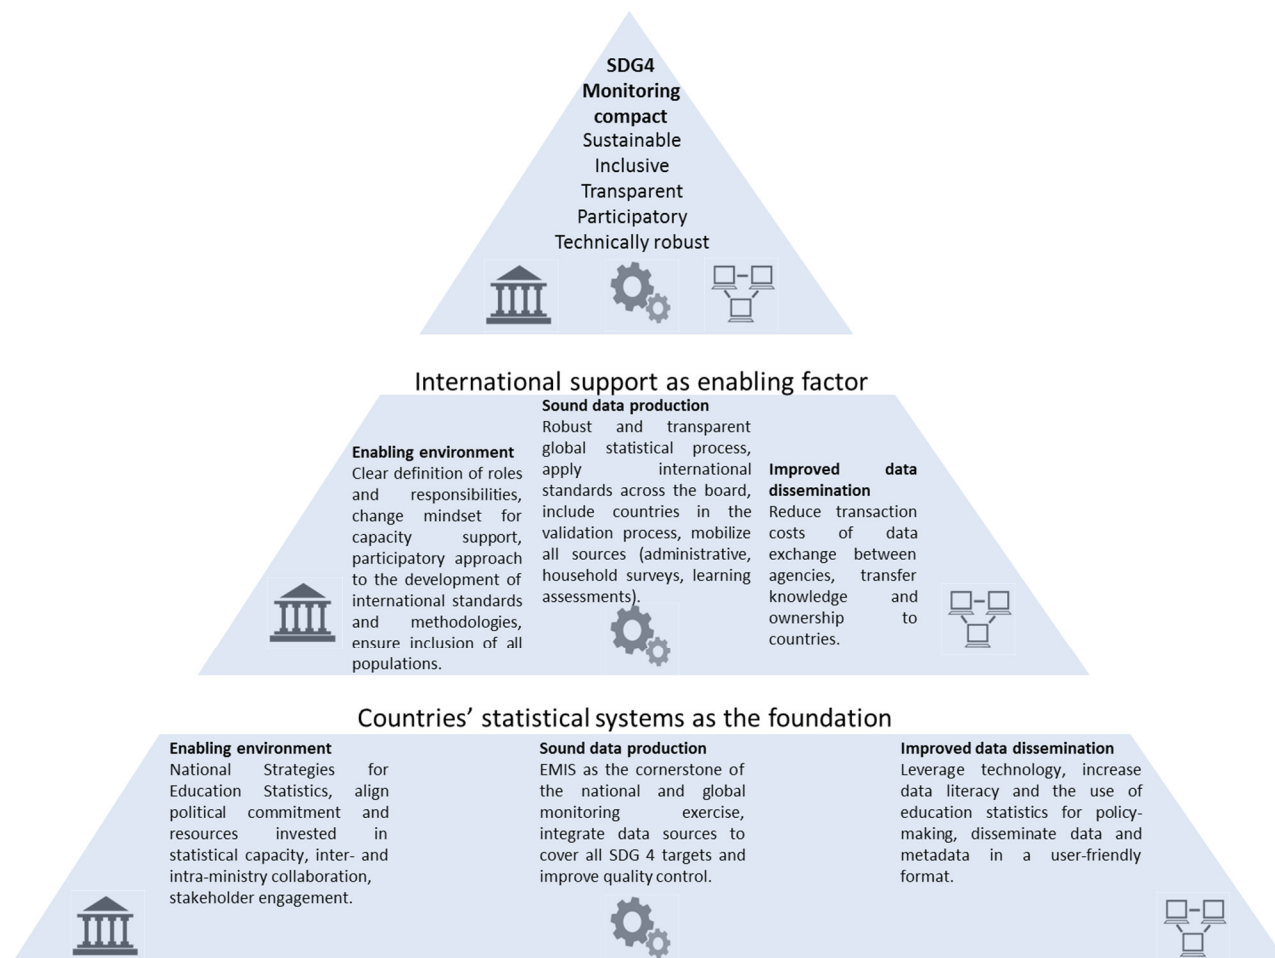 SDG4
Monitoring
compact
Sustainable
Inclusive
Transparent
Participatory
Technically robust
International support as enabling factor
Enabling environment
Clear definition of roles
and responsibilities,
change mindset for
capacity support,
participatory approach
to the development of
international standards
and methodologies,
ensure inclusion of all
populations.
Sound data production
Robust and transparent
global statistical process,
apply international
standards across the board,
include countries in the
validation process, mobilize
all sources (administrative,
household surveys, learning
assessments).
Improved data
dissemination
Reduce transaction
costs of data
exchange between
agencies, transfer
knowledge and
ownership to
countries.
Countries’ statistical systems as the foundation
Enabling environment
National Strategies for
Education Statistics, align
political commitment and
resources invested in
statistical capacity, inter- and
intra-ministry collaboration,
stakeholder engagement.
Sound data production
EMIS as the cornerstone of
the national and global
monitoring exercise,
integrate data sources to
cover all SDG 4 targets and
improve quality control.
Improved data dissemination
Leverage technology, increase
data literacy and the use of
education statistics for policy-
making, disseminate data and
metadata in a user-friendly
format.